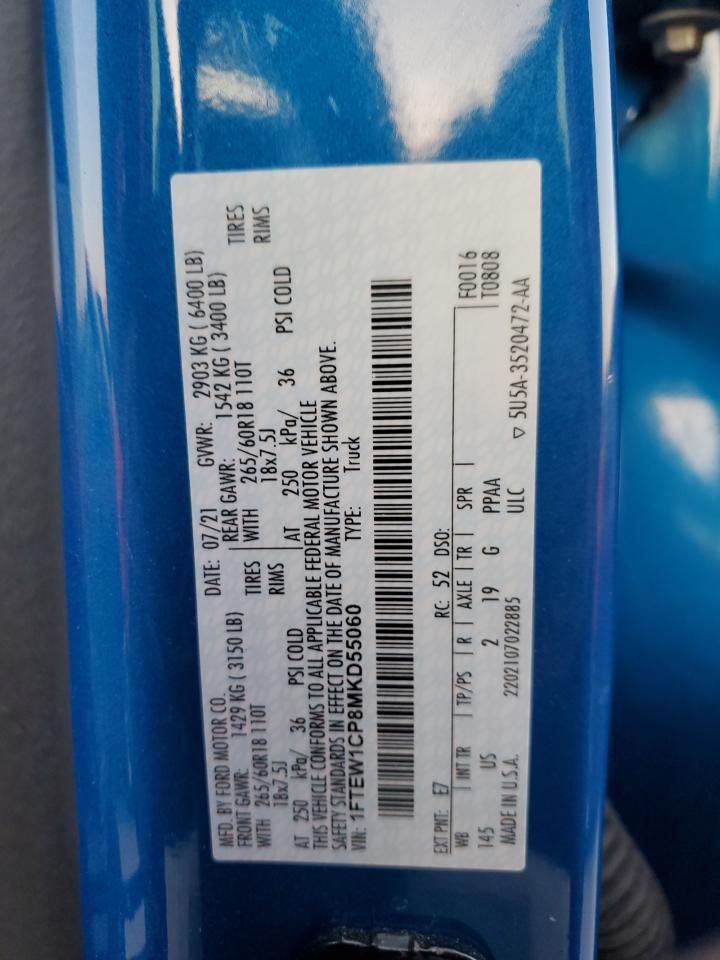 MFD. BY FORD MOTOR CO. DATE: 07/21 GVWR: 2903 KG ( 6400 LB)
FRONT GAWR: 1429 KG ( 3150 LB) REAR GAWR: 1542 KG ( 3400 LB)
WITH 265/60R18 110T TIRES WITH 265/60R18 110T TIRES
18x7.5J RIMS 18x7.5J RIMS
AT 250 kPa/ 36 PSI COLD AT 250 kPa/ 36 PSI COLD
THIS VEHICLE CONFORMS TO ALL APPLICABLE FEDERAL MOTOR VEHICLE
SAFETY STANDARDS IN EFFECT ON THE DATE OF MANUFACTURE SHOWN ABOVE.
VIN: 1FTEW1CP8MKD55060 TYPE: Truck
EXT PNT: E7 RC: 52 DSO:
WB INT TR TP/PS R AXLE TR SPR F0016
145 US 2 19 G PPAA T0808
ULC
MADE IN U.S.A. 2202107022885 ▽ 5U5A-3520472-AA